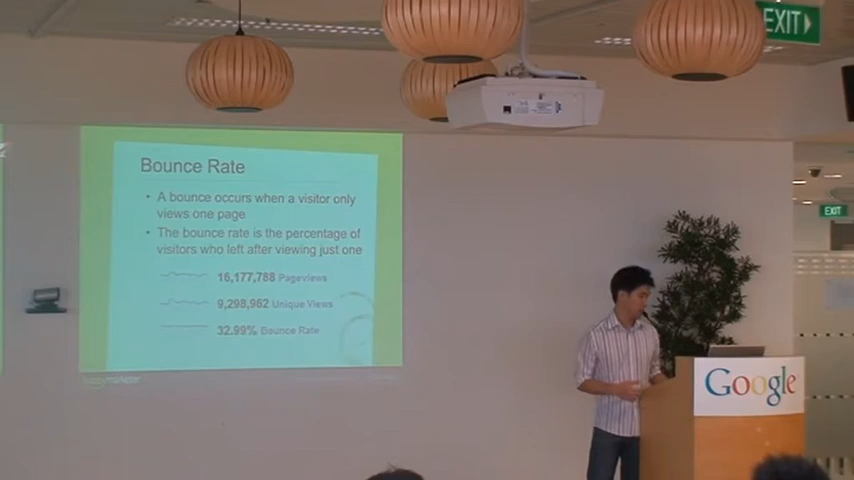 EXIT
Bounce Rate
• A bounce occurs when a visitor only
views one page
• The bounce rate is the percentage of
visitors who left after viewing just one
16,177,788 Pageviews
9,298,962 Unique Views
32.99% Bounce Rate
EXIT
Google